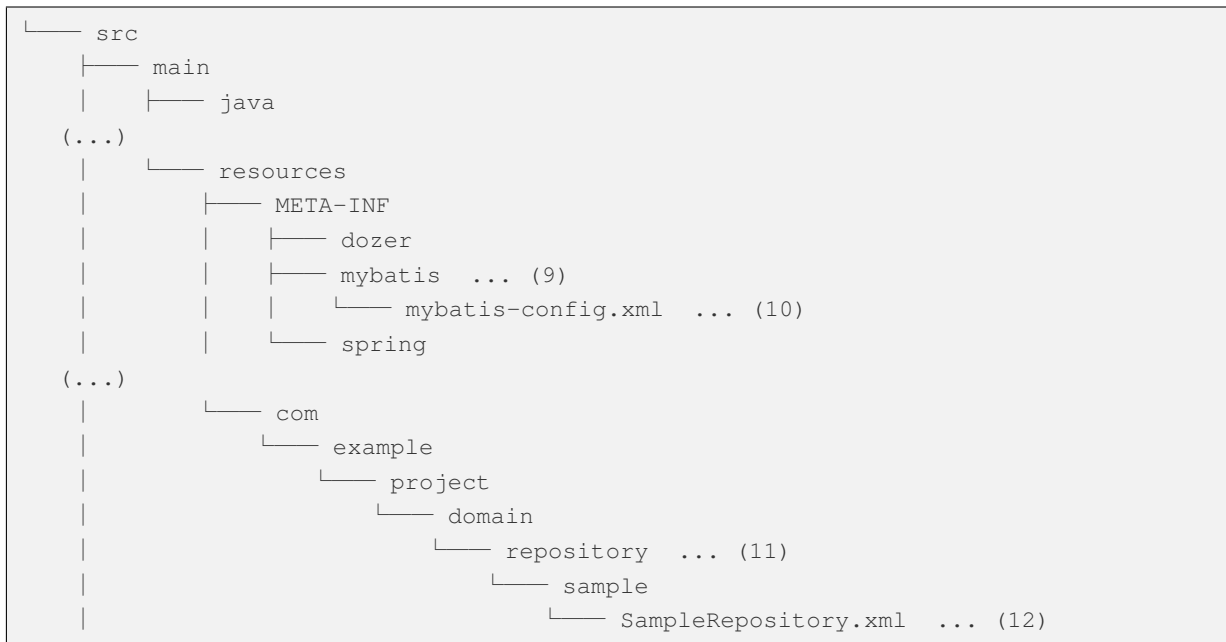 └── src
    ├── main
    │   ├── java
   (...)
    │   └── resources
    │       ├── META-INF
    │       │   ├── dozer
    │       │   ├── mybatis  ... (9)
    │       │   │   └── mybatis-config.xml  ... (10)
    │       │   └── spring
   (...)
    │       └── com
    │           └── example
    │               └── project
    │                   └── domain
    │                       └── repository  ... (11)
    │                           └── sample
    │                               └── SampleRepository.xml  ... (12)